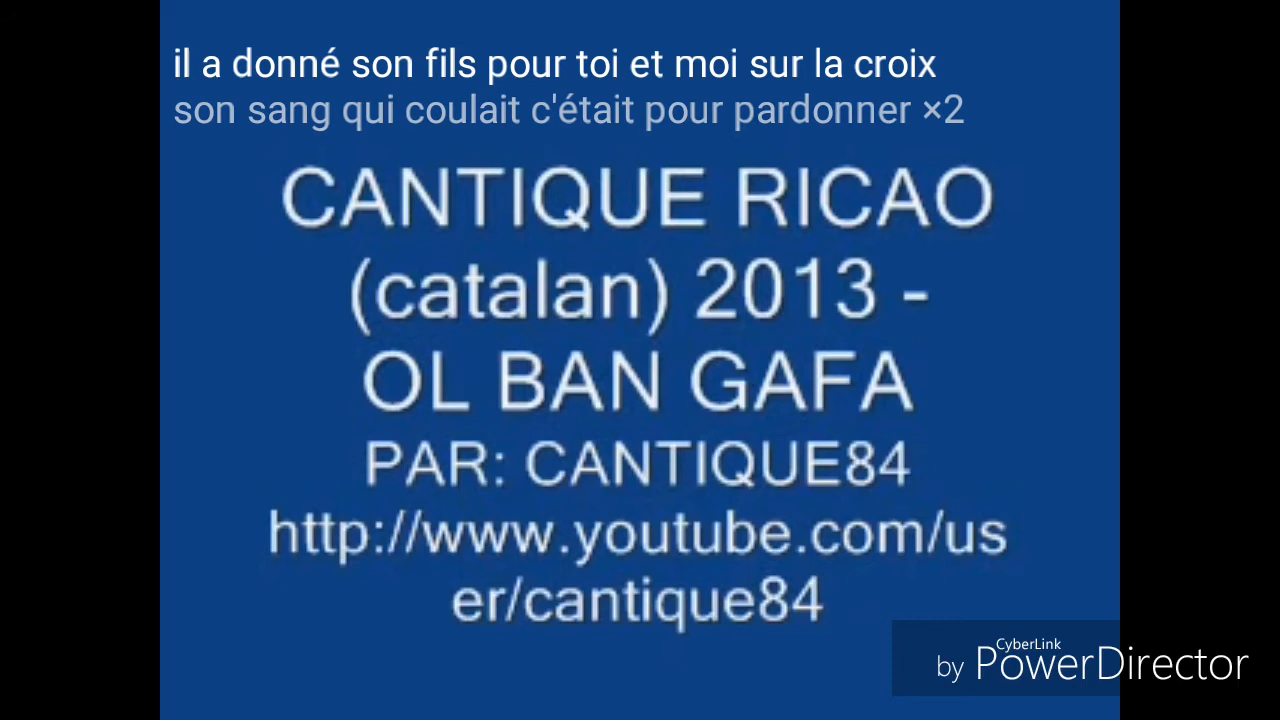 il a donné son fils pour toi et moi sur la croix
son sang qui coulait c'était pour pardonner ×2
CANTIQUE RICAO
(catalan) 2013 -
OL BAN GAFA
PAR: CANTIQUE84
http://www.youtube.com/us
er/cantique84
CyberLink
by PowerDirector